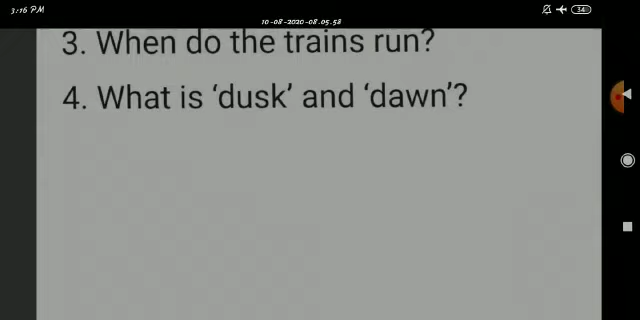 3:16 PM
10-08-2020-08.05.58
34
3. When do the trains run?
4. What is ‘dusk’ and ‘dawn’?